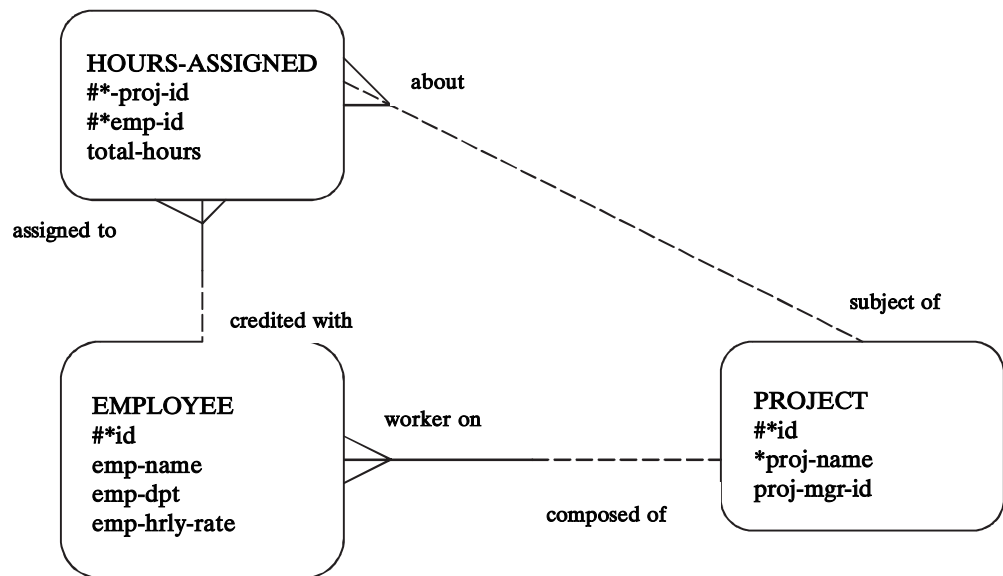 HOURS-ASSIGNED
#*-proj-id
#*emp-id
total-hours
about
assigned to
subject of
credited with
EMPLOYEE
#*id
emp-name
emp-dpt
emp-hrly-rate
worker on
composed of
PROJECT
#*id
*proj-name
proj-mgr-id